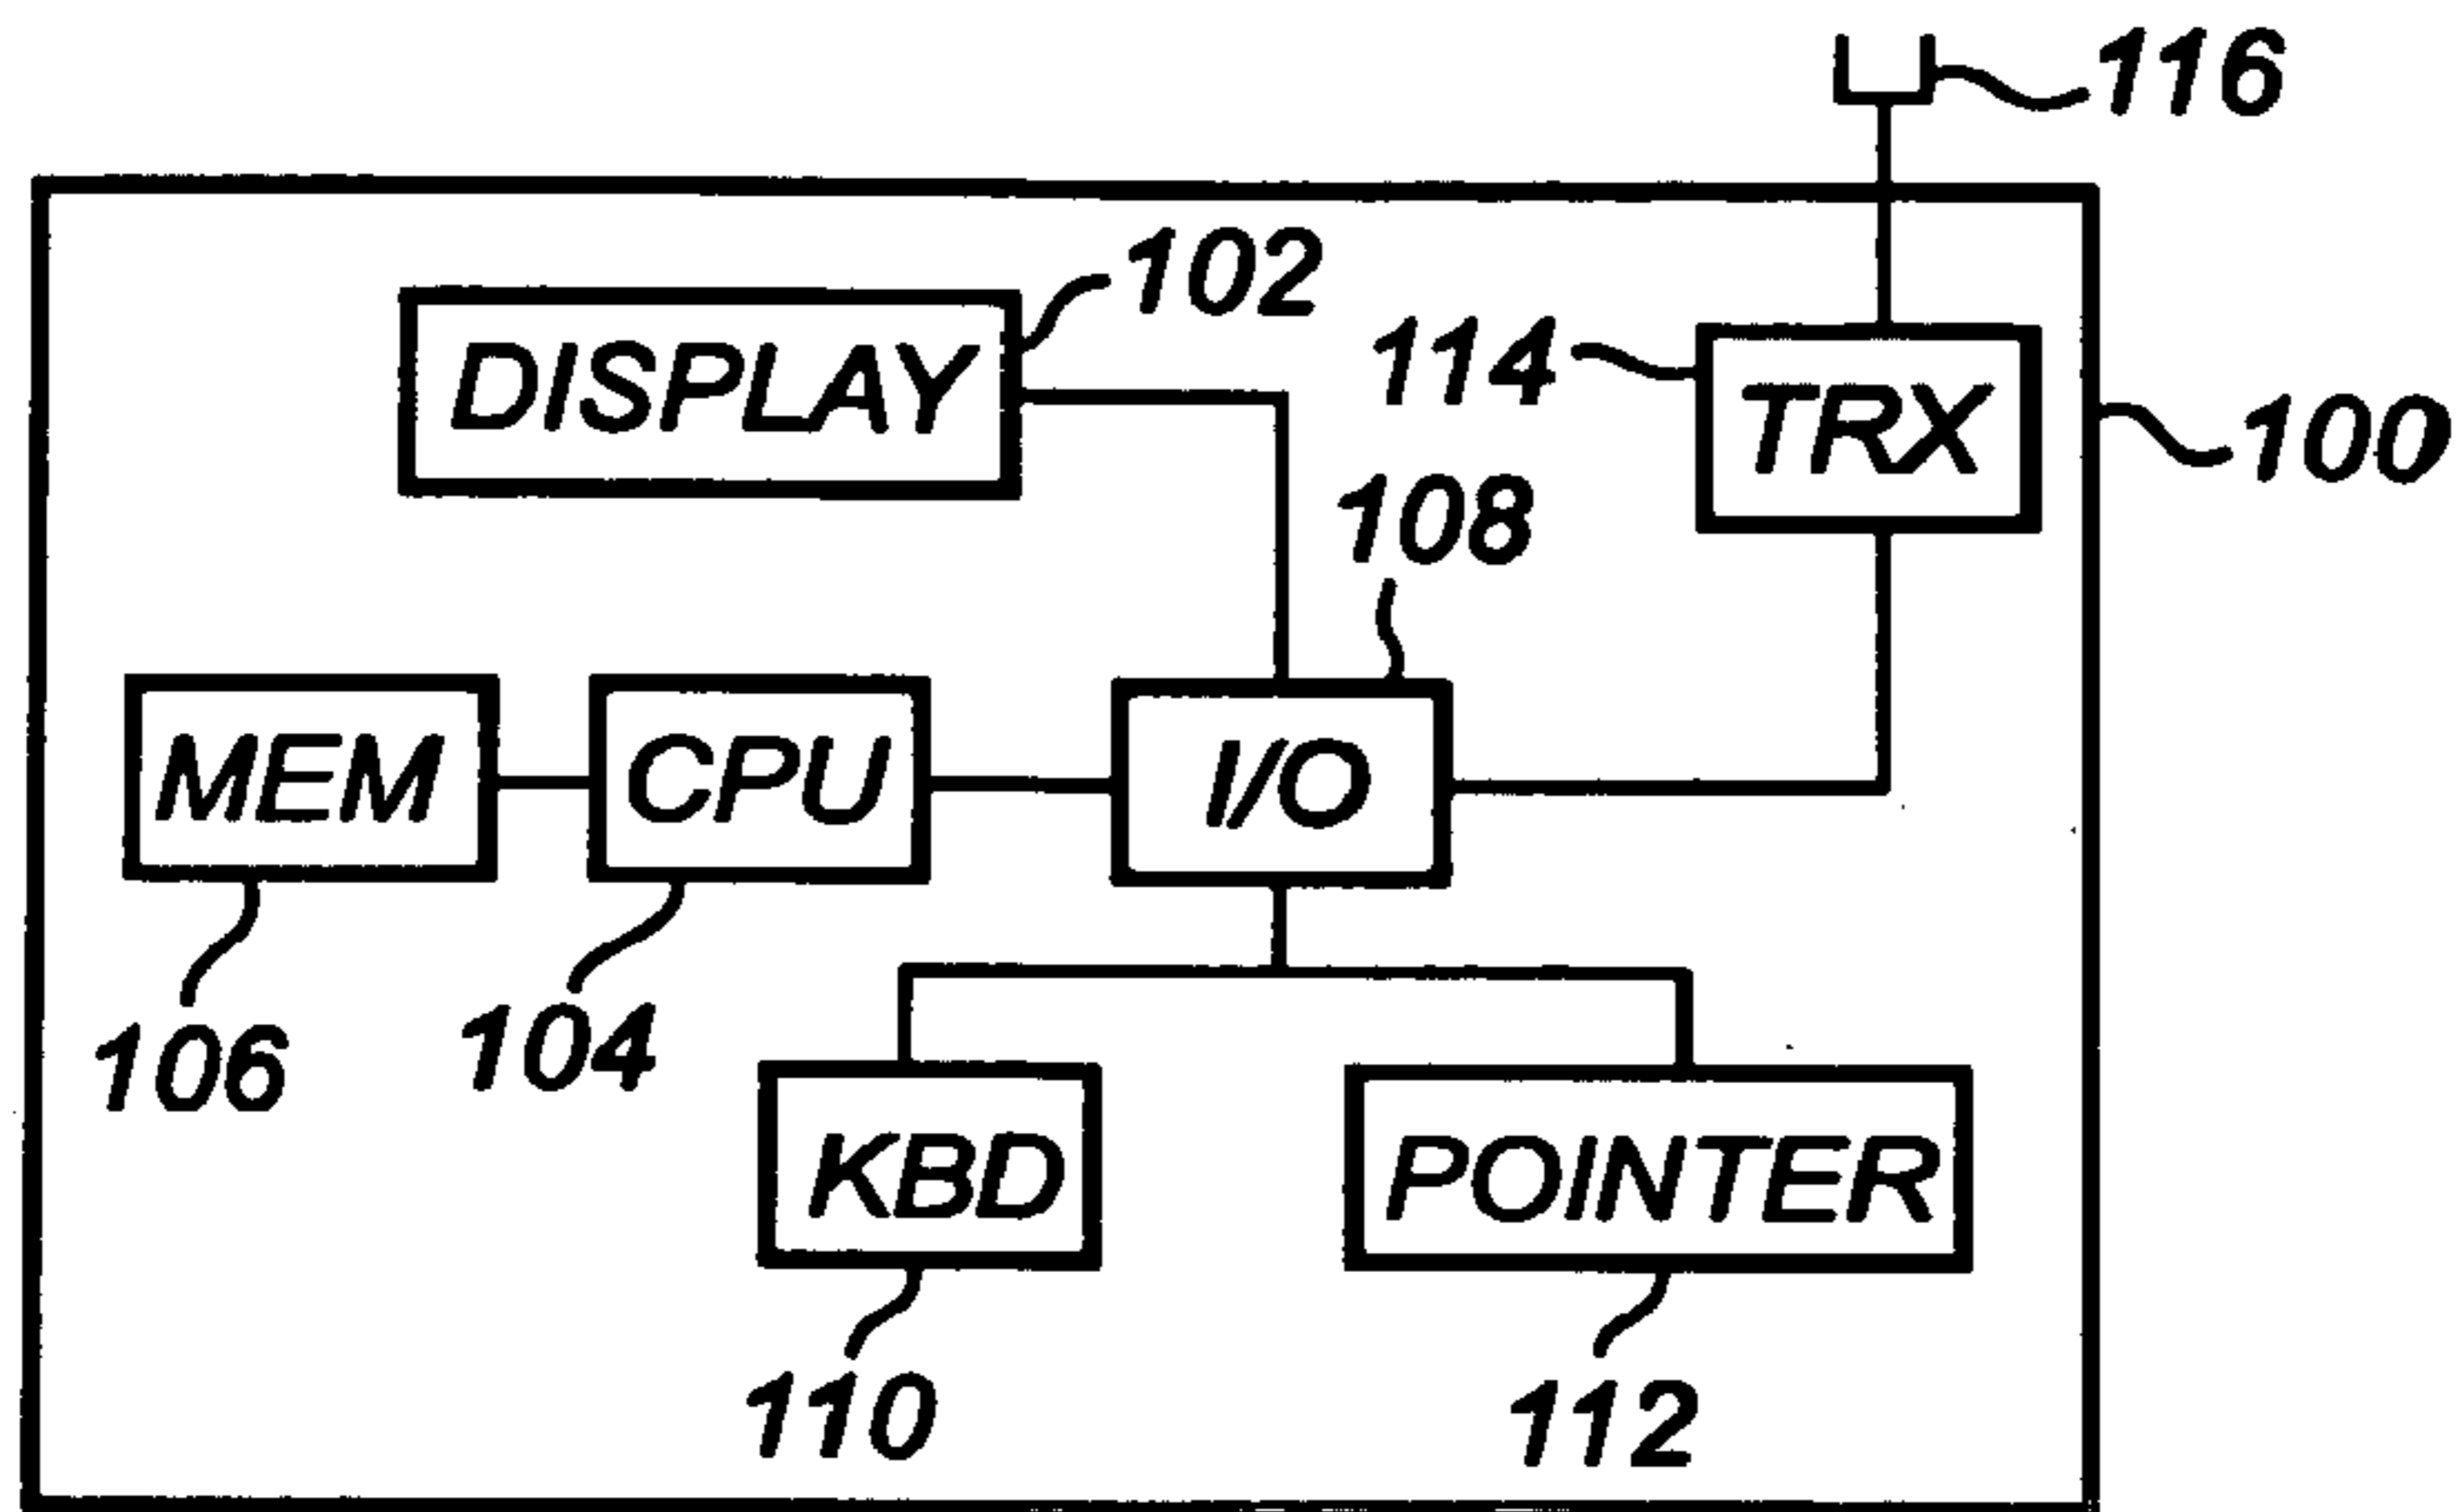 116
102
DISPLAY
114
TRX
100
108
MEM
CPU
I/O
106
104
KBD
POINTER
110
112